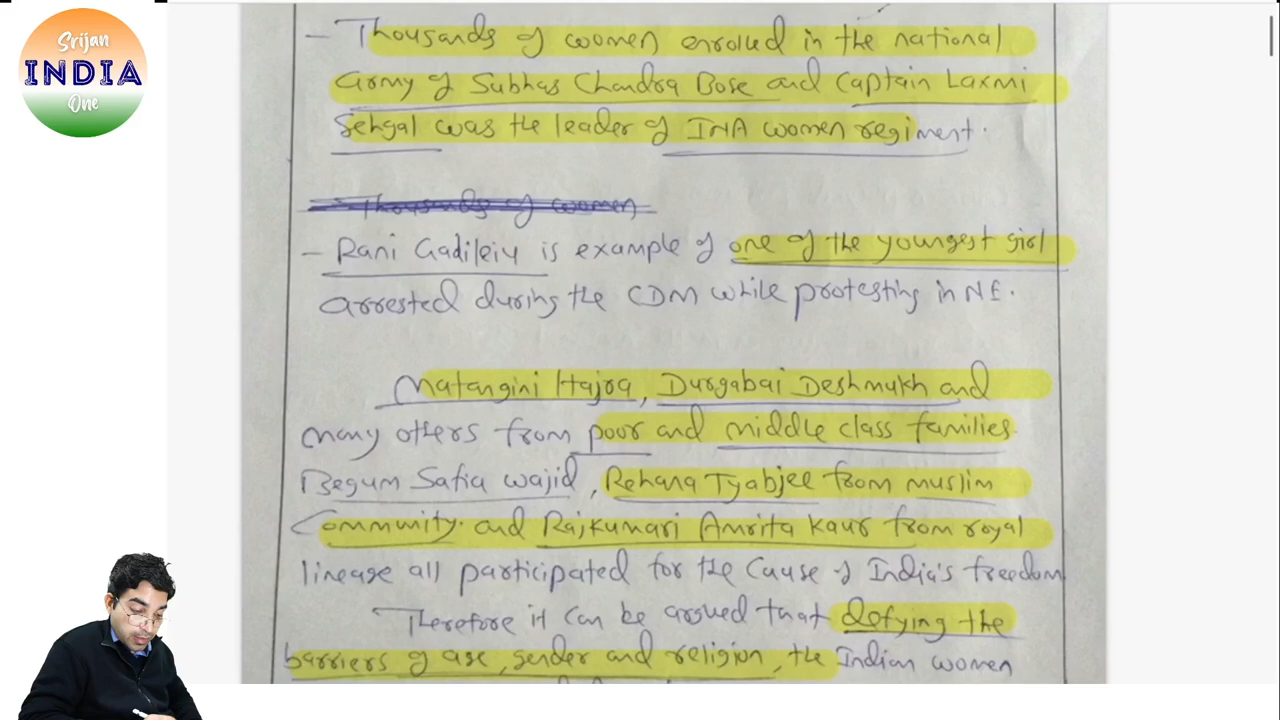 Srijan
INDIA
One
- Thousands of women enrolled in the national
army of Subhas Chandra Bose and Captain Laxmi
Sehgal was the leader of INA women regiment.
Thousands of women
- Rani Gadileiu is example of one of the youngest girl
arrested during the CDM while protesting in NE.
Matangini Hajra, Durgabai Deshmukh and
many others from poor and middle class families
Begum Safia wajid, Rehana Tyabjee from muslim
Community. and Rajkumari Amrita Kaur from royal
lineage all participated for the cause of India's freedom
Therefore it can be argued that defying the
barriers of age, gender and religion, the Indian women